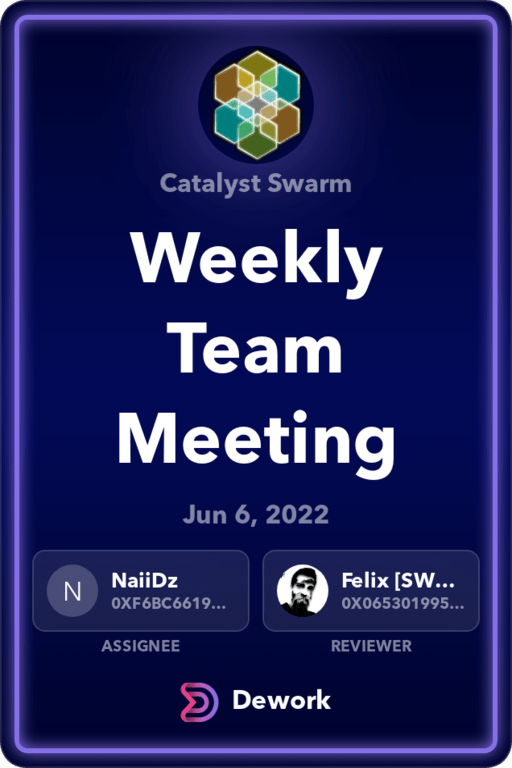 Catalyst Swarm
Weekly
Team
Meeting
Jun 6, 2022
N
NaiiDz
0XF6BC6619...
Felix [SW...
0X065301995...
ASSIGNEE
REVIEWER
Dework